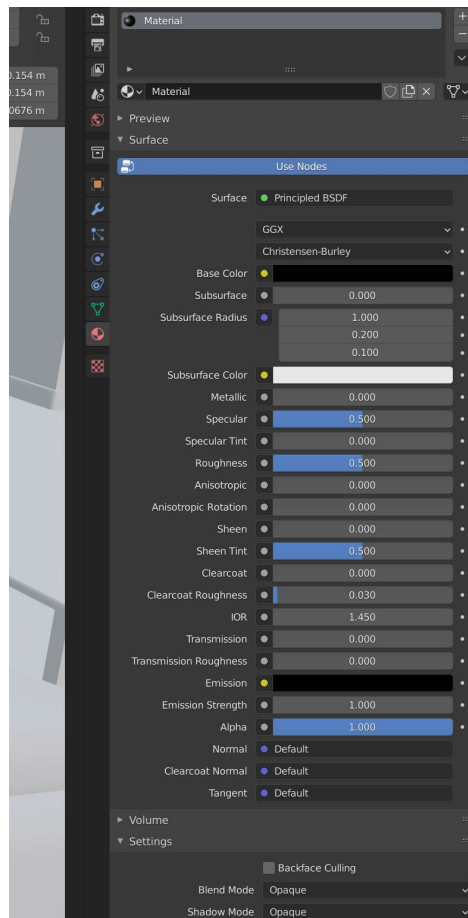 Material
0.154 m
0.154 m
0676 m
Material
Preview
Surface
Use Nodes
Surface Principled BSDF
GGX
Christensen-Burley
Base Color
Subsurface 0.000
Subsurface Radius 1.000
0.200
0.100
Subsurface Color
Metallic 0.000
Specular 0.500
Specular Tint 0.000
Roughness 0.500
Anisotropic 0.000
Anisotropic Rotation 0.000
Sheen 0.000
Sheen Tint 0.500
Clearcoat 0.000
Clearcoat Roughness 0.030
IOR 1.450
Transmission 0.000
Transmission Roughness 0.000
Emission
Emission Strength 1.000
Alpha 1.000
Normal Default
Clearcoat Normal Default
Tangent Default
Volume
Settings
Backface Culling
Blend Mode Opaque
Shadow Mode Opaque